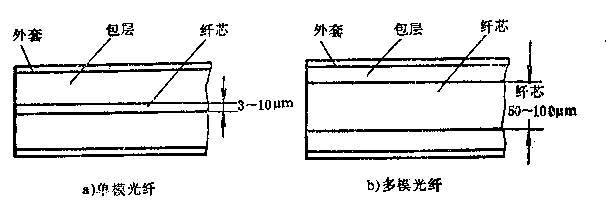 外套 包层 纤芯
3~10μm
a)单模光纤
外套 包层 纤芯
纤芯
50~100μm
b)多模光纤